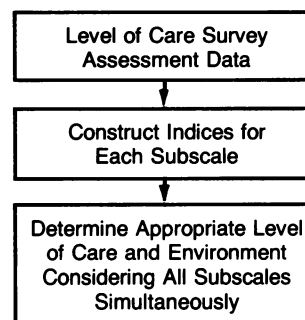 Level of Care Survey
Assessment Data
Construct Indices for
Each Subscale
Determine Appropriate Level
of Care and Environment
Considering All Subscales
Simultaneously